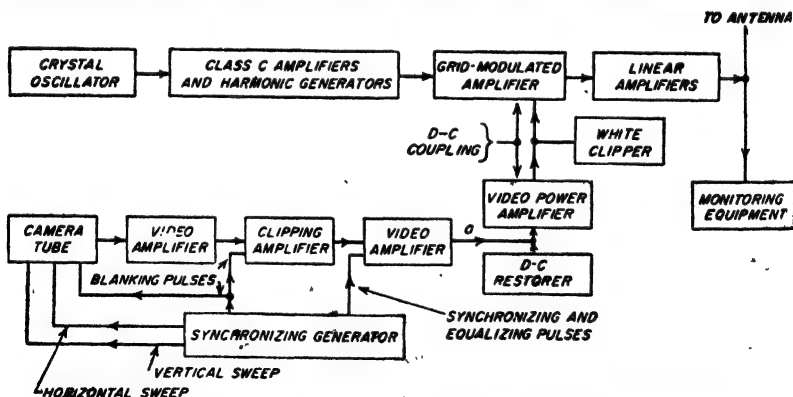 TO ANTENNA
CRYSTAL
OSCILLATOR
CLASS C AMPLIFIERS
AND HARMONIC GENERATORS
GRID-MODULATED
AMPLIFIER
LINEAR
AMPLIFIERS
D-C
COUPLING
WHITE
CLIPPER
VIDEO POWER
AMPLIFIER
MONITORING
EQUIPMENT
CAMERA
TUBE
VIDEO
AMPLIFIER
CLIPPING
AMPLIFIER
VIDEO
AMPLIFIER
a
D-C
RESTORER
BLANKING PULSES
SYNCHRONIZING GENERATOR
SYNCHRONIZING AND
EQUALIZING PULSES
VERTICAL SWEEP
HORIZONTAL SWEEP